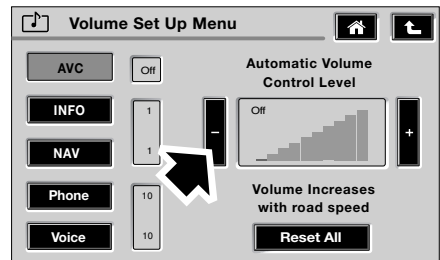 Volume Set Up Menu
AVC
Off
INFO
1
NAV
1
Phone
10
Voice
10
Automatic Volume
Control Level
-
Off
+
Volume Increases
with road speed
Reset All